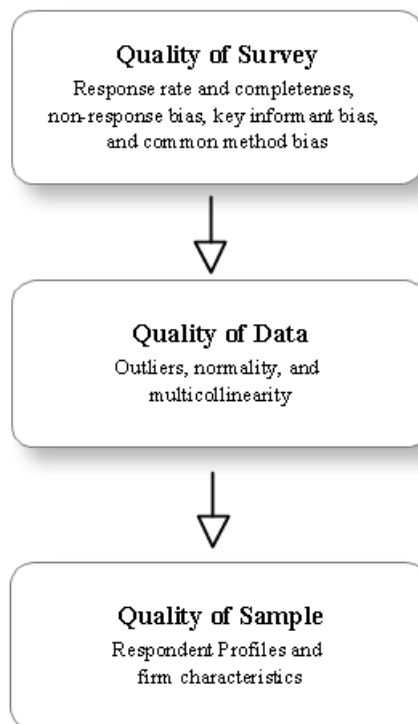 Quality of Survey
Response rate and completeness,
non-response bias, key informant bias,
and common method bias
Quality of Data
Outliers, normality, and
multicollinearity
Quality of Sample
Respondent Profiles and
firm characteristics